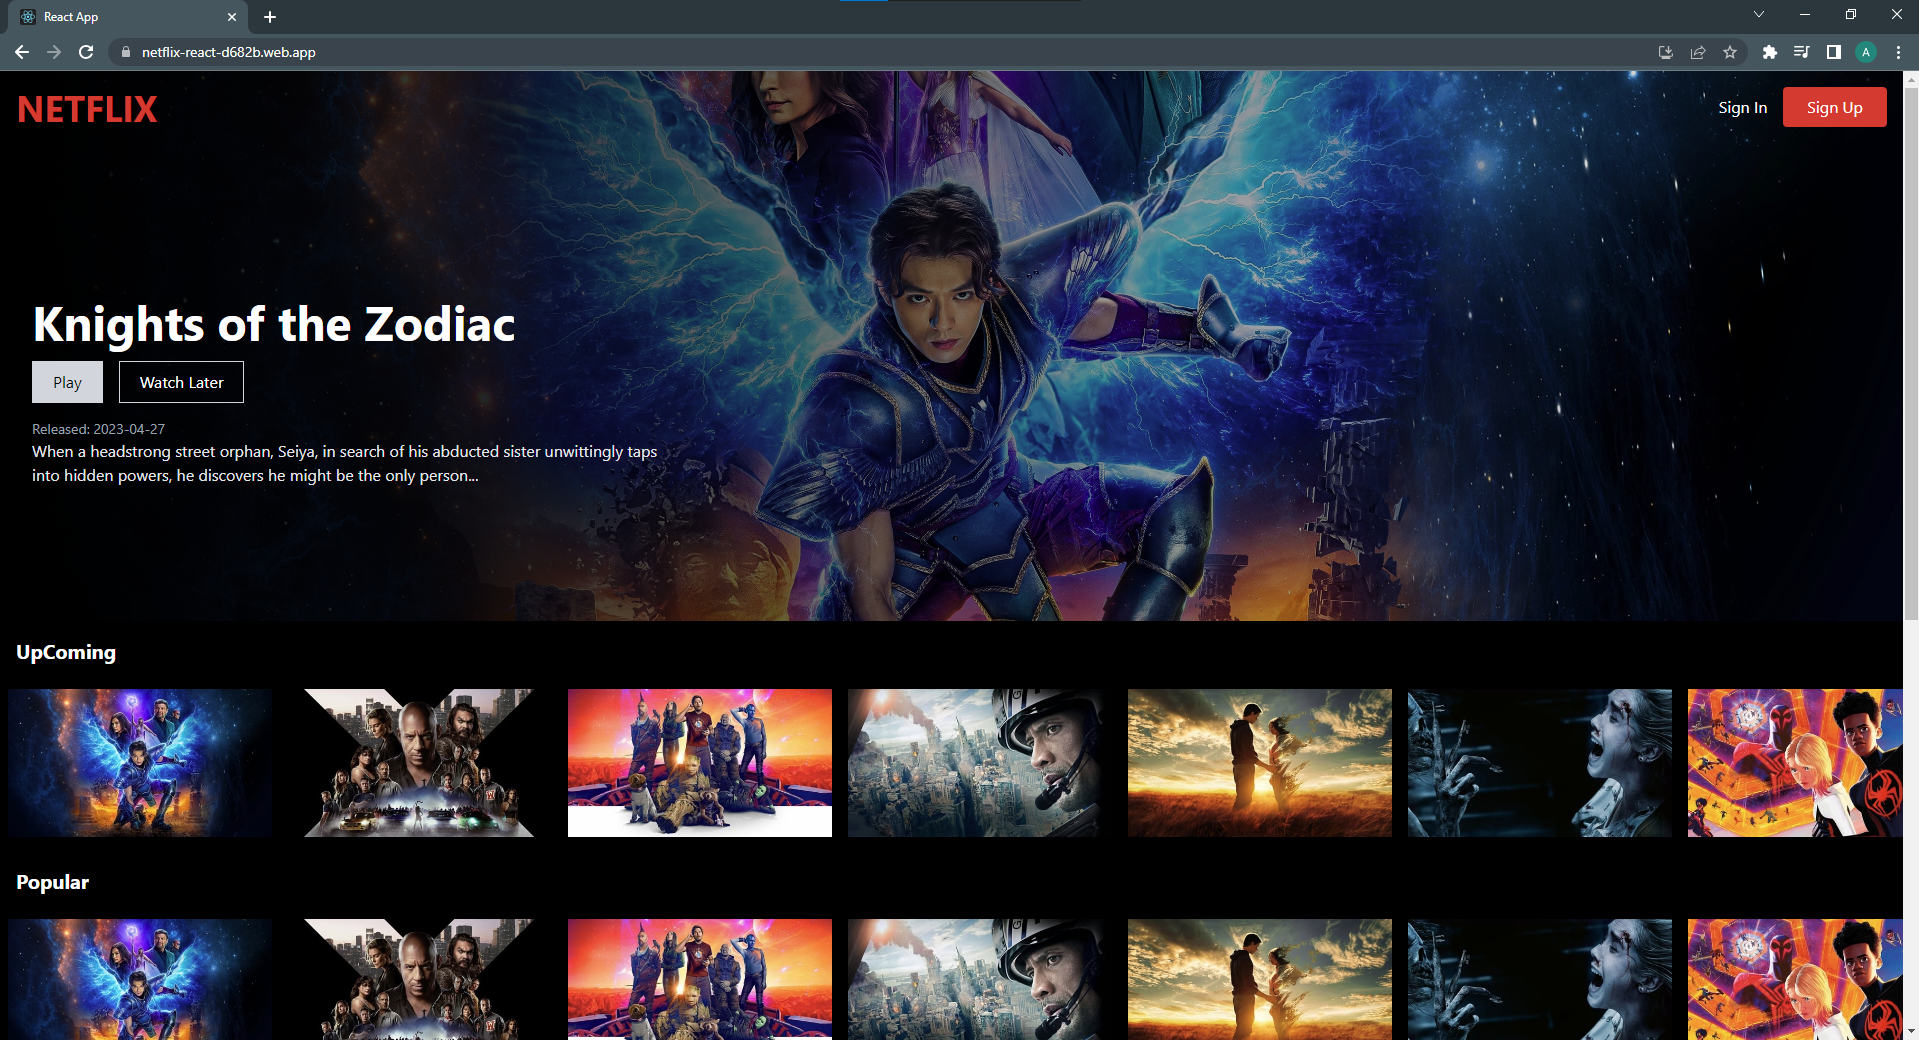 React App
netflix-react-d682b.web.app
A
NETFLIX
Sign In
Sign Up
Knights of the Zodiac
Play
Watch Later
Released: 2023-04-27
When a headstrong street orphan, Seiya, in search of his abducted sister unwittingly taps
into hidden powers, he discovers he might be the only person...
UpComing
Popular